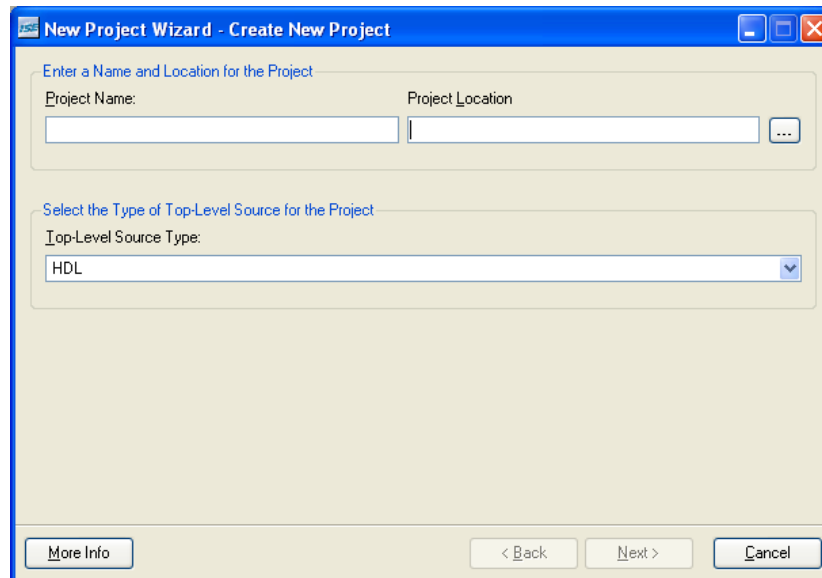 ISE New Project Wizard - Create New Project
Enter a Name and Location for the Project
Project Name: Project Location
...
Select the Type of Top-Level Source for the Project
Top-Level Source Type:
HDL
More Info < Back Next > Cancel